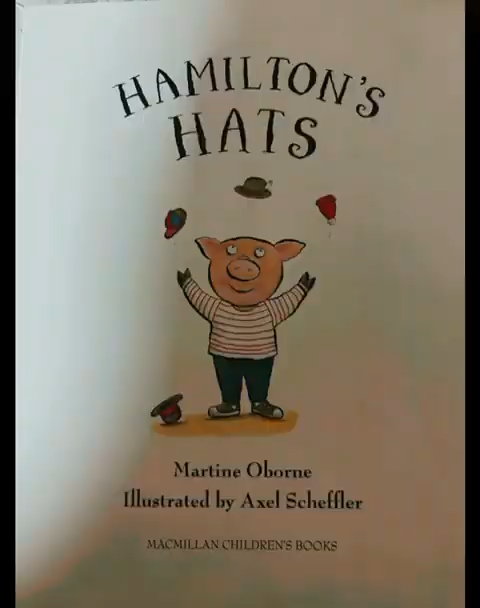 HAMILTON'S
HATS
Martine Oborne
Illustrated by Axel Scheffler
MACMILLAN CHILDREN'S BOOKS